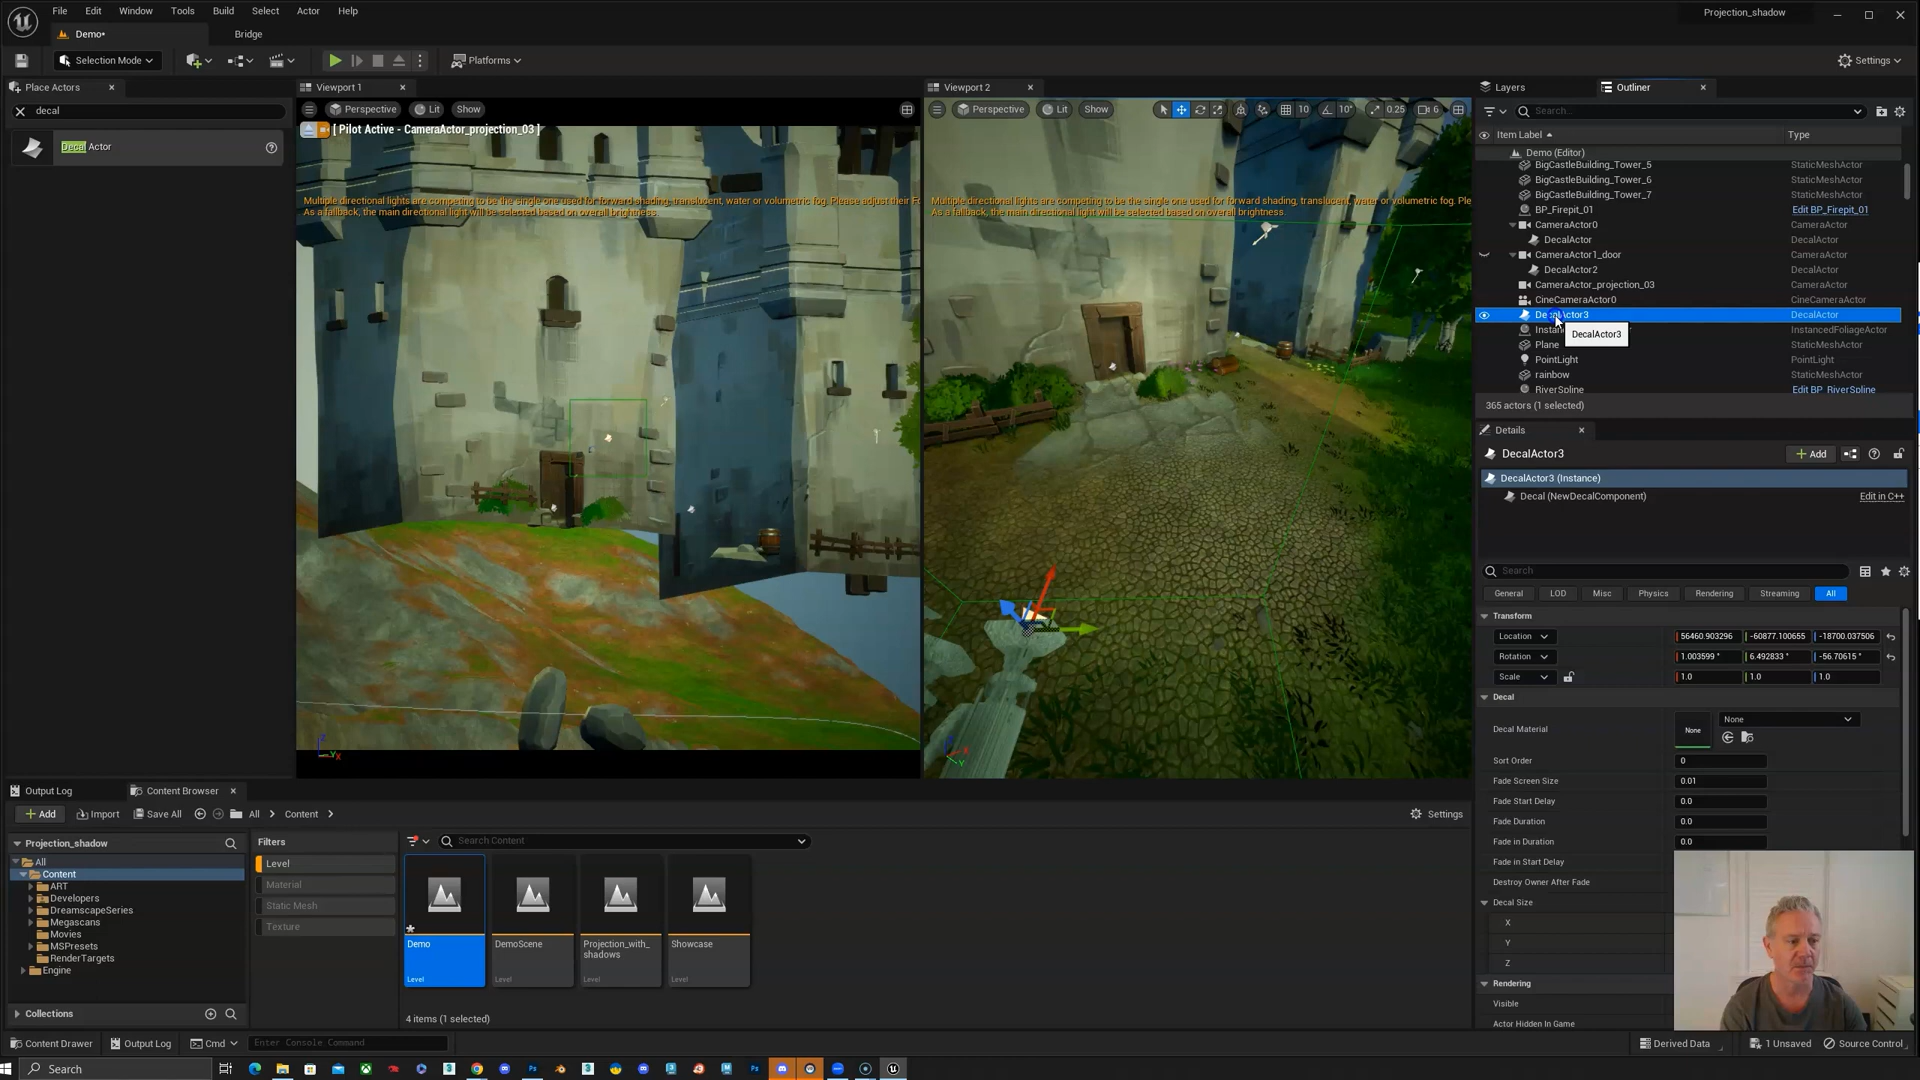 File Edit Window Tools Build Select Actor Help
Projection_shadow
Demo•
Bridge
Selection Mode
Platforms
Settings
Place Actors
decal
Decal Actor
Viewport 1
Perspective Lit Show
[ Pilot Active - CameraActor_projection_03 ]
Multiple directional lights are competing to be the single one used for forward shading, translucent, water or volumetric fog. Please adjust their Fo
As a fallback, the main directional light will be selected based on overall brightness.
Viewport 2
Perspective Lit Show
10 10° 0.25 6
Multiple directional lights are competing to be the single one used for forward shading, translucent, water or volumetric fog. Ple
As a fallback, the main directional light will be selected based on overall brightness.
Layers
Outliner
Search...
Item Label Type
Demo (Editor)
BigCastleBuilding_Tower_5 StaticMeshActor
BigCastleBuilding_Tower_6 StaticMeshActor
BigCastleBuilding_Tower_7 StaticMeshActor
BP_Firepit_01 Edit BP_Firepit_01
CameraActor0 CameraActor
DecalActor DecalActor
CameraActor1_door CameraActor
DecalActor2 DecalActor
CameraActor_projection_03 CameraActor
CineCameraActor0 CineCameraActor
DecalActor3 DecalActor
Instan InstancedFoliageActor
DecalActor3
Plane StaticMeshActor
PointLight PointLight
rainbow StaticMeshActor
RiverSpline Edit BP_RiverSpline
365 actors (1 selected)
Details
DecalActor3
Add
DecalActor3 (Instance)
Decal (NewDecalComponent) Edit in C++
Search
General LOD Misc Physics Rendering Streaming All
Transform
Location 56460.903296 -60877.100655 -18700.037506
Rotation 1.003599 ° 6.492833 ° -56.70615 °
Scale 1.0 1.0 1.0
Decal
Decal Material None None
Sort Order 0
Fade Screen Size 0.01
Fade Start Delay 0.0
Fade Duration 0.0
Fade in Duration 0.0
Fade in Start Delay
Destroy Owner After Fade
Decal Size
X
Y
Z
Rendering
Visible
Actor Hidden In Game
Output Log
Content Browser
Add Import Save All All Content
Settings
Projection_shadow
All
Content
ART
Developers
DreamscapeSeries
Megascans
Movies
MSPresets
RenderTargets
Engine
Collections
Filters
Level
Material
Static Mesh
Texture
Search Content
Demo
Level
DemoScene
Level
Projection_with_
shadows
Level
Showcase
Level
4 items (1 selected)
Content Drawer Output Log Cmd Enter Console Command
Derived Data 1 Unsaved Source Control
Search